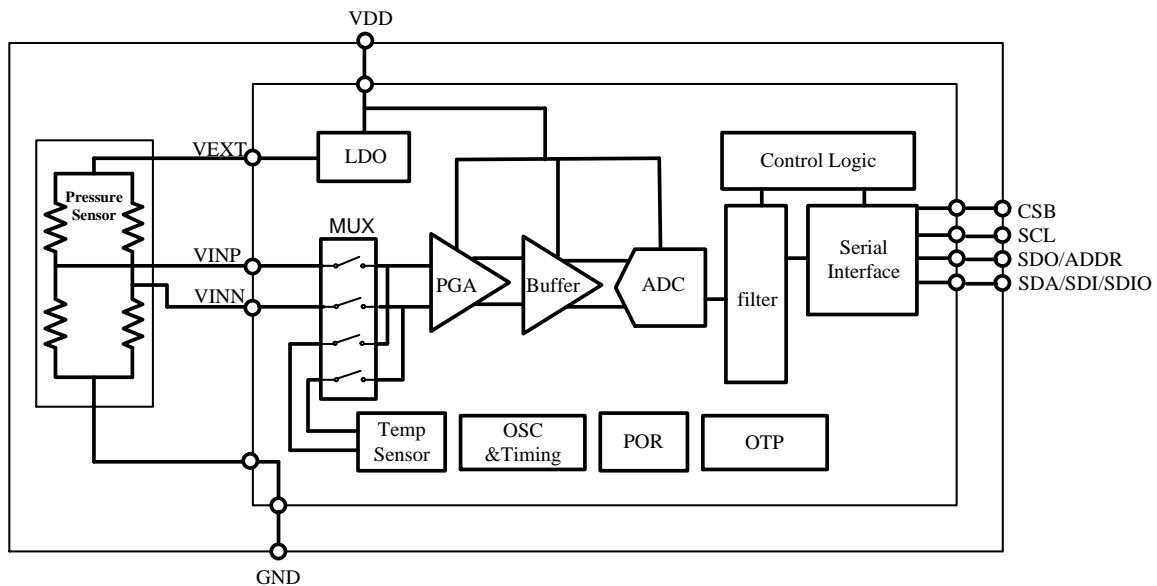 VDD
VEXT
LDO
Control Logic
Pressure
Sensor
MUX
CSB
SCL
SDO/ADDR
SDA/SDI/SDIO
VINP
VINN
PGA
Buffer
ADC
filter
Serial
Interface
Temp
Sensor
OSC
&Timing
POR
OTP
GND